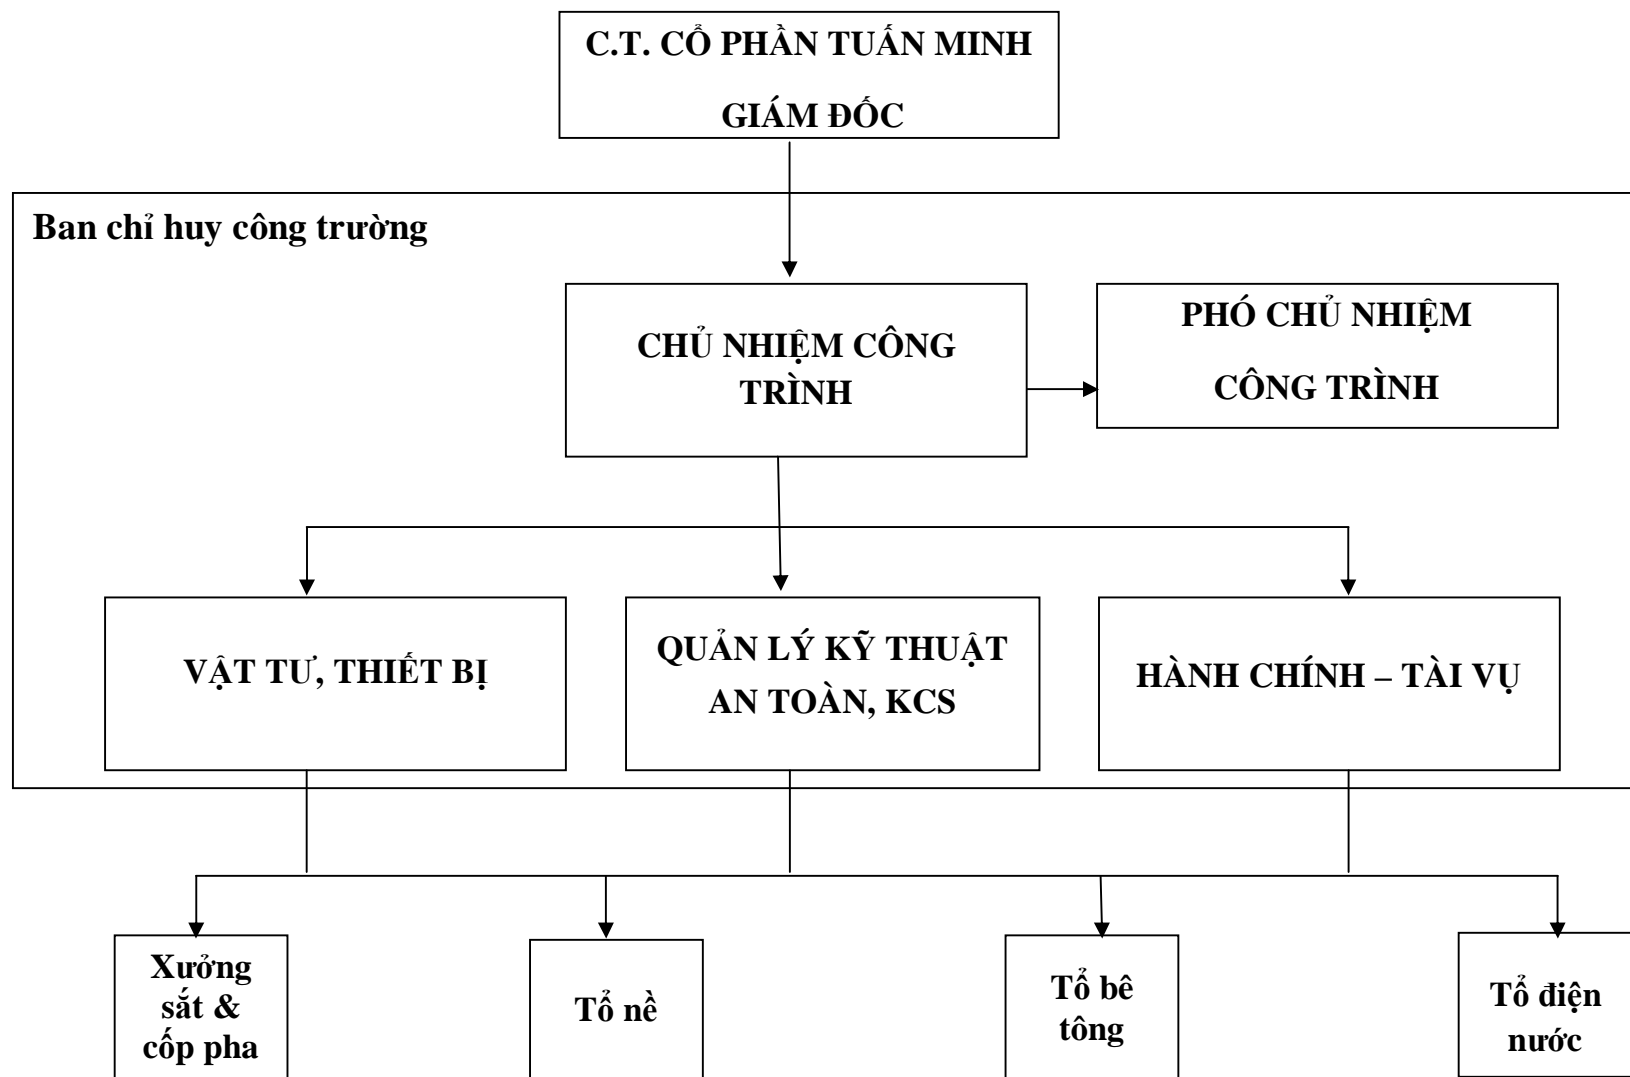 C.T. CỔ PHẦN TUẤN MINH
GIÁM ĐỐC
Ban chỉ huy công trường
CHỦ NHIỆM CÔNG
TRÌNH
PHÓ CHỦ NHIỆM
CÔNG TRÌNH
VẬT TƯ, THIẾT BỊ
QUẢN LÝ KỸ THUẬT
AN TOÀN, KCS
HÀNH CHÍNH – TÀI VỤ
Xưởng
sắt &
cốp pha
Tổ nề
Tổ bê
tông
Tổ điện
nước